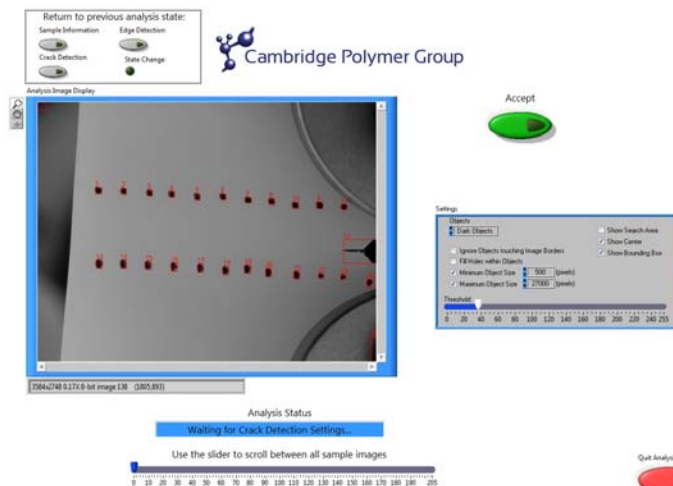 Return to previous analysis state:
Sample Information
Edge Detection
Crack Detection
State Change
Cambridge Polymer Group
Analysis Image Display
Accept
Settings
Objects
Dark Objects
Show Search Area
Show Center
Ignore Objects touching Image Borders
Show Bounding Box
Fill Holes within Objects
Minimum Object Size 500 (pixels)
Maximum Object Size 27000 (pixels)
Threshold
0 20 40 60 80 100 120 140 160 180 200 220 240 255
3584x2748 0.17X 8-bit image 138 (1805,893)
Analysis Status
Waiting for Crack Detection Settings...
Use the slider to scroll between all sample images
Quit Analysis
0 10 20 30 40 50 60 70 80 90 100 110 120 130 140 150 160 170 180 190 205